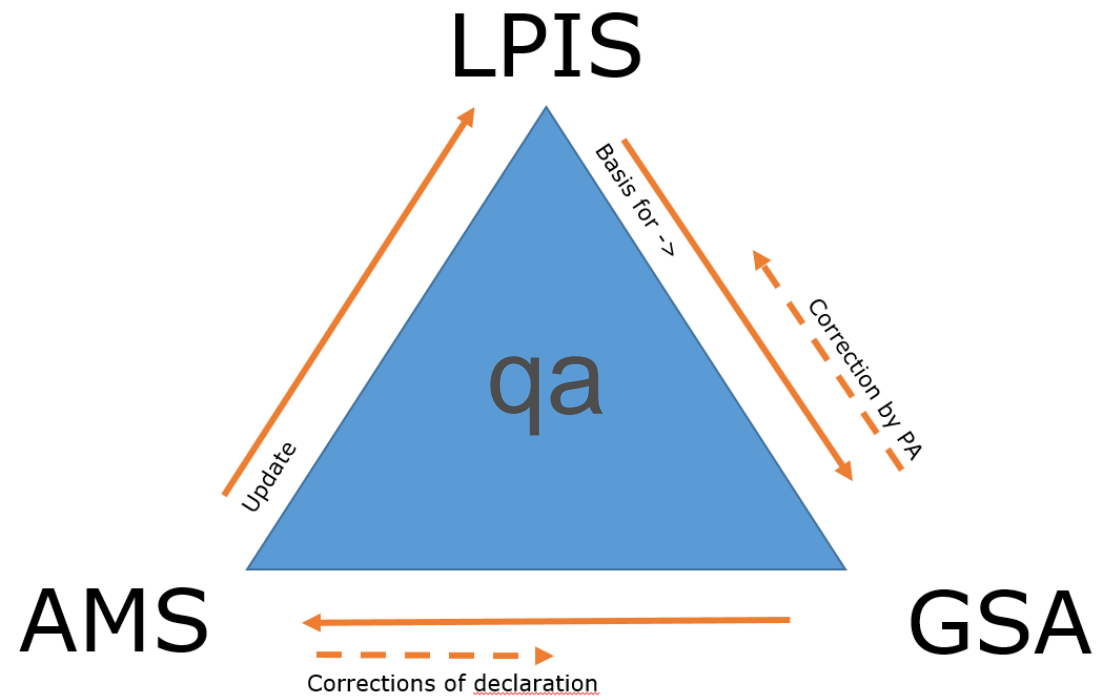 LPIS
Basis for ->
Correction by PA
qa
Update
AMS
GSA
Corrections of declaration